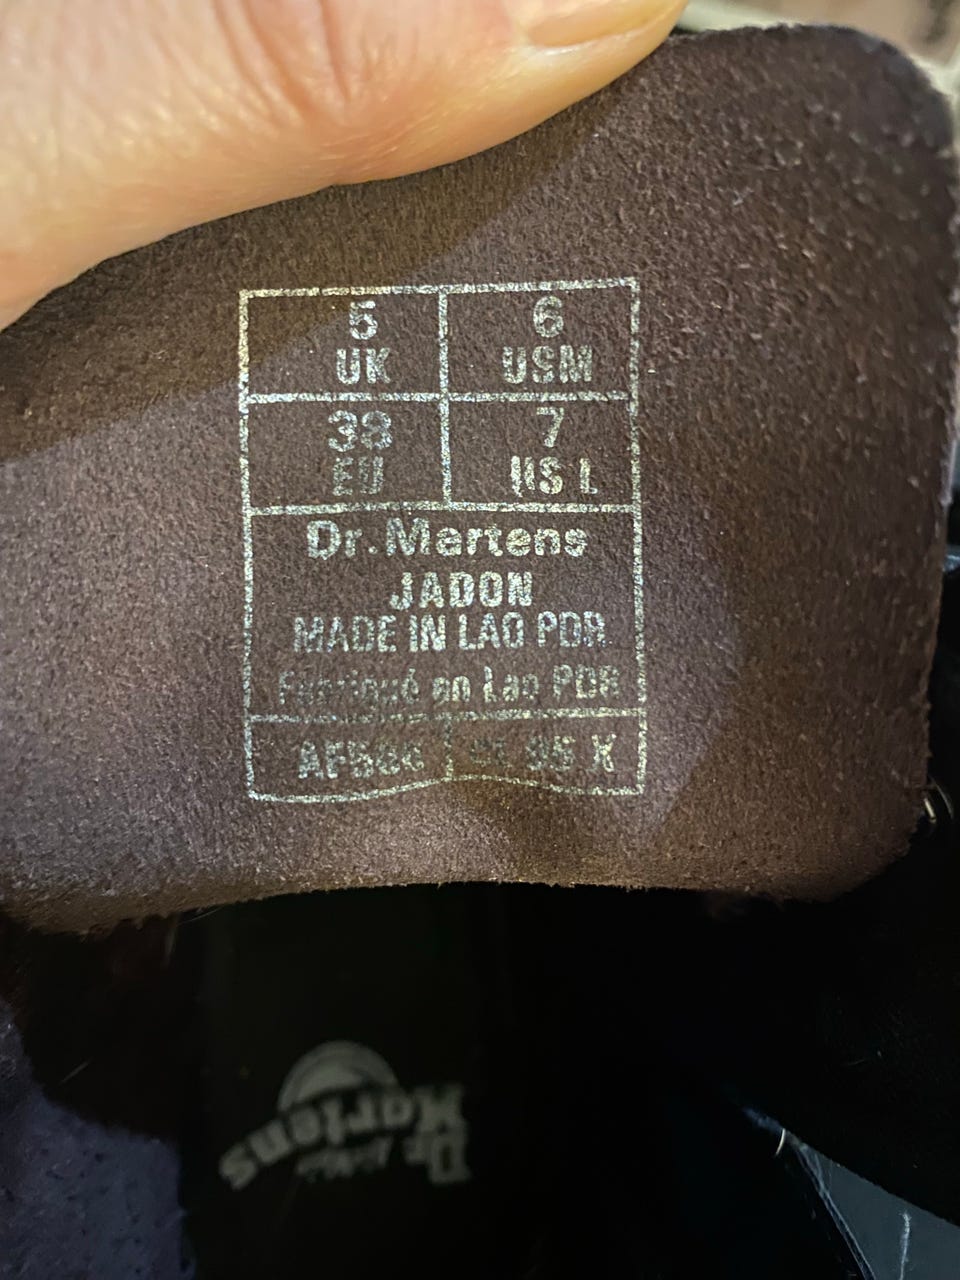 5 6
UK USM
38 7
EU US L
Dr. Martens
JADON
MADE IN LAO PDR
Fabriqué en Lao PDR
X
Dr. Martens